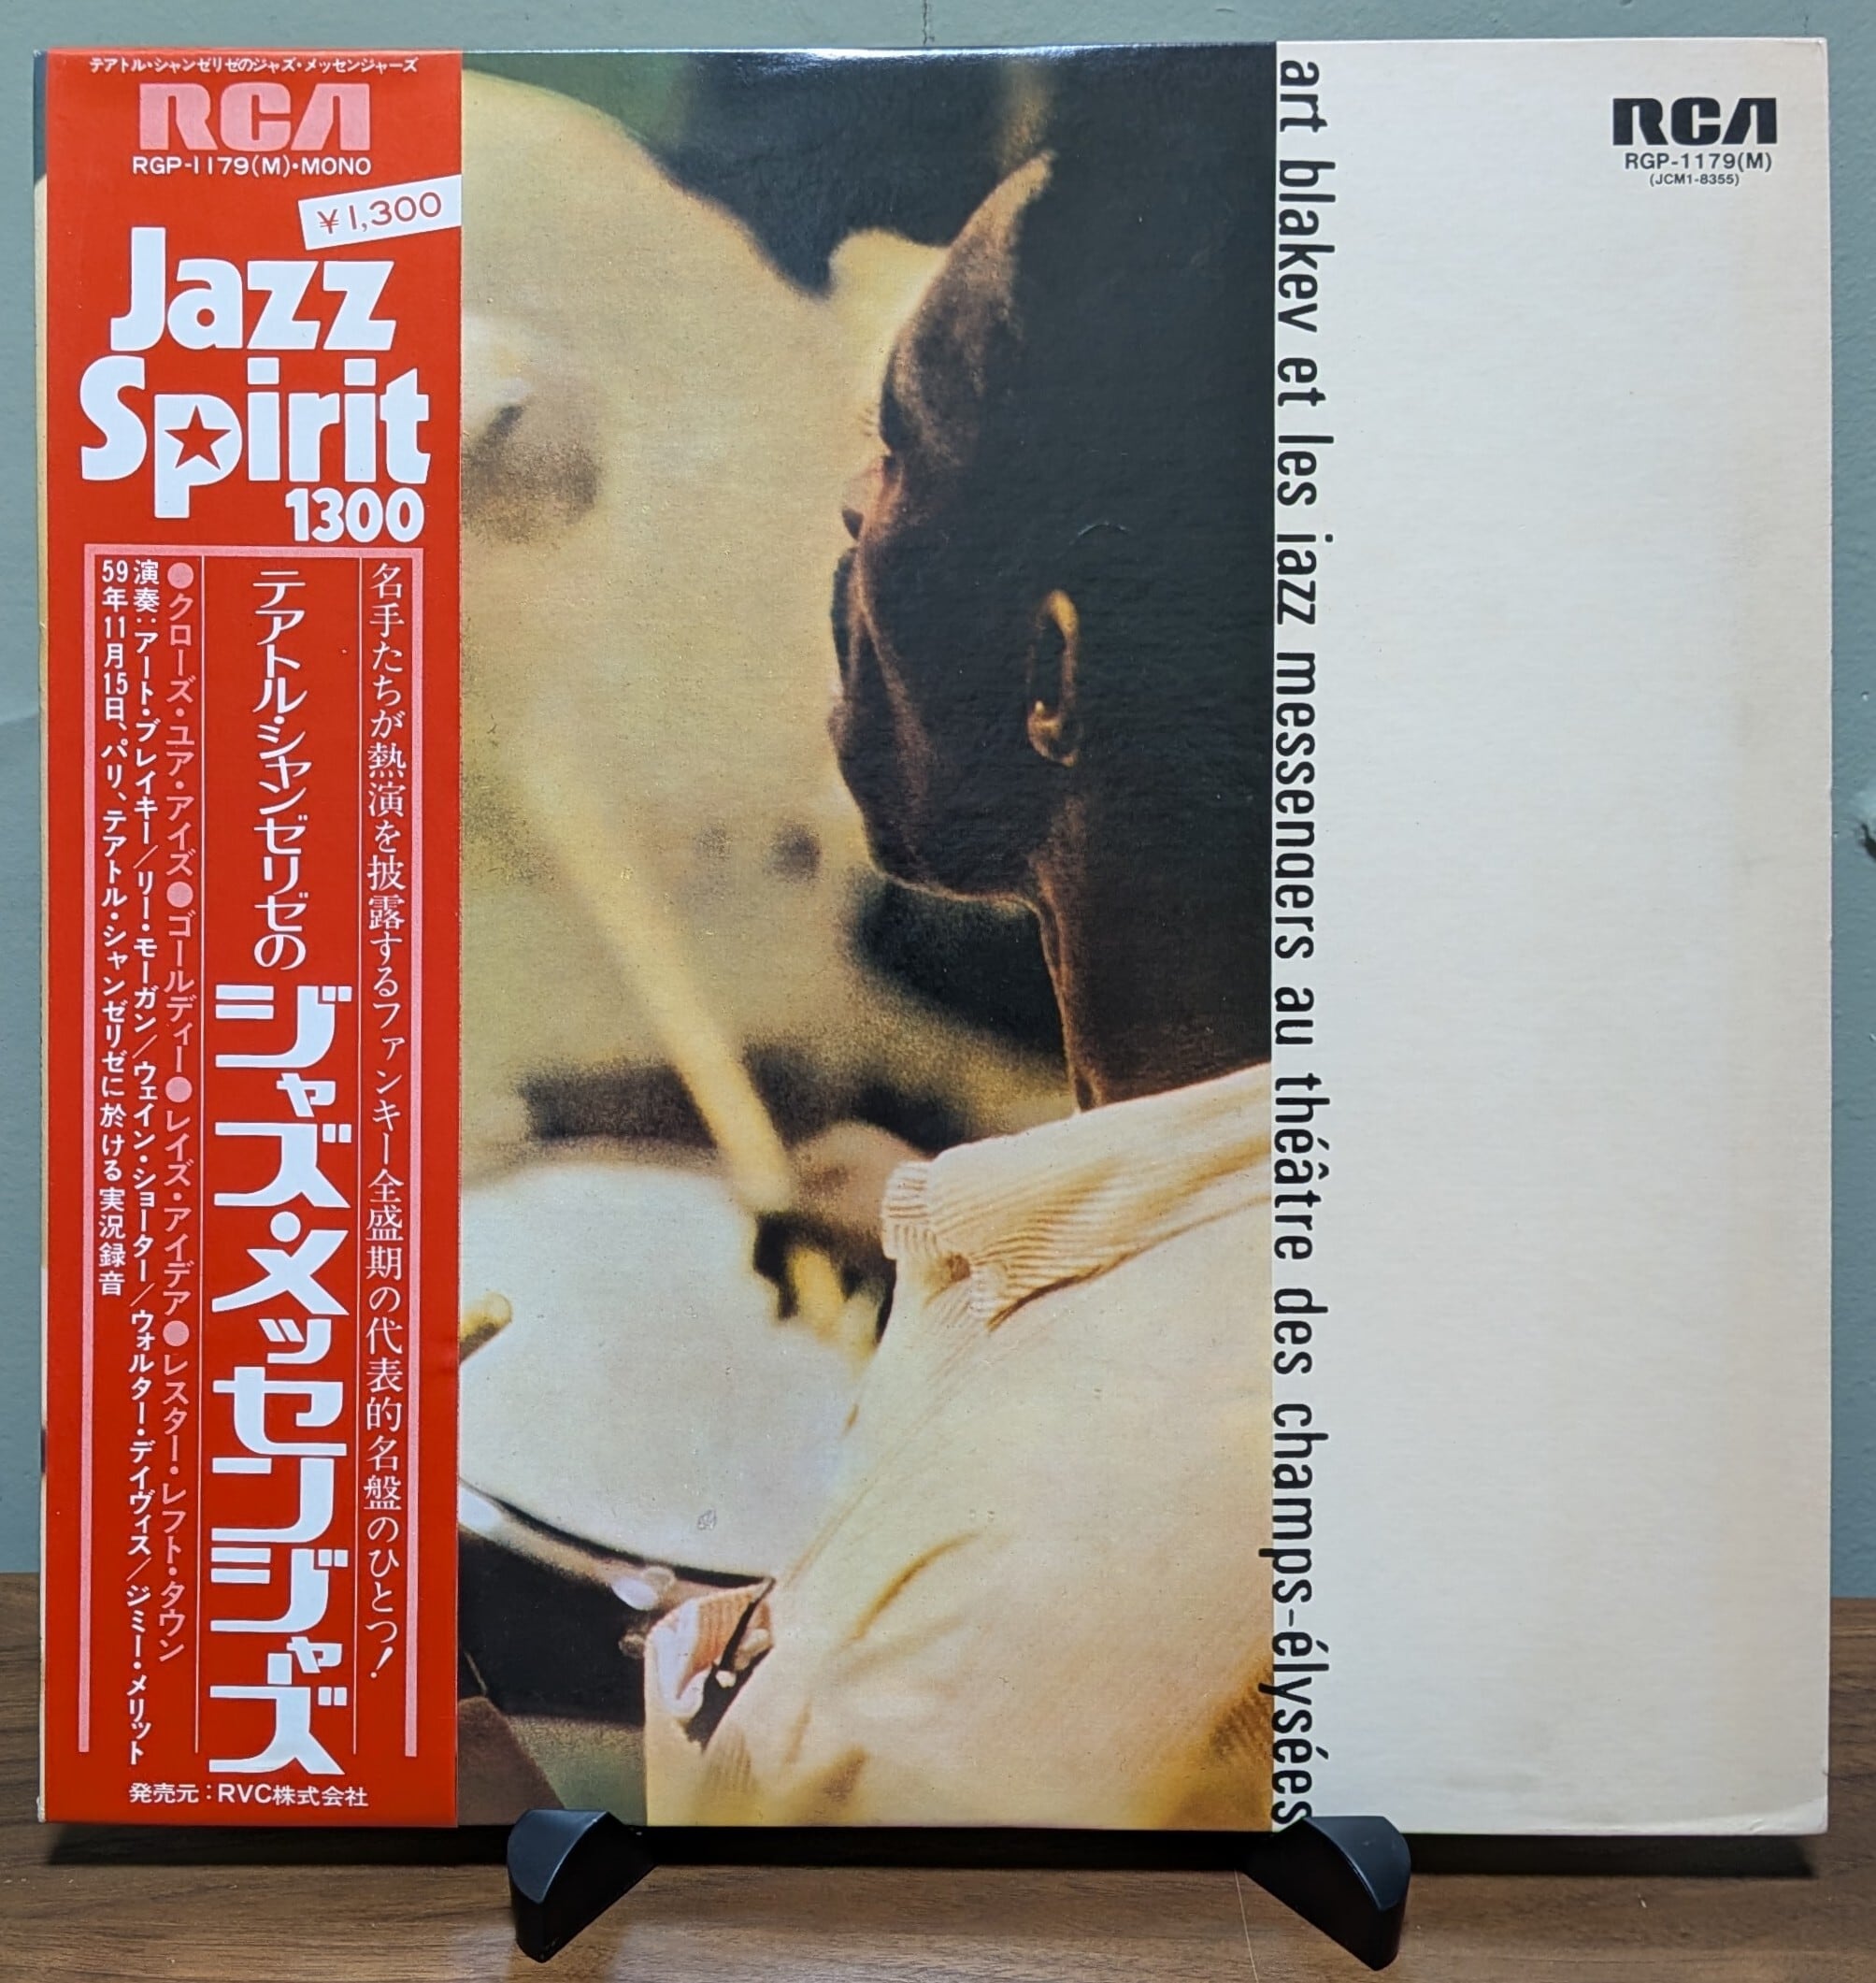 テアトル・シャンゼリゼのジャズ・メッセンジャーズ
RCA
RGP-1179(M)・MONO
¥1,300
Jazz
Spirit
1300
名手たちが熱演を披露するファンキー全盛期の代表的名盤のひとつ!
テアトル・シャンゼリゼの
ジャズ・メッセンジャーズ
●クローズ・ユア・アイズ●ゴールディー●レイズ・アイデア●レスター・レフト・タウン
演奏:アート・ブレイキー/リー・モーガン/ウェイン・ショーター/ウォルター・デイヴィス/ジミー・メリット
59年11月15日、パリ、テアトル・シャンゼリゼに於ける実況録音
発売元:RVC株式会社
art blakey et les jazz messengers au théâtre des champs-élysées
RCA
RGP-1179(M)
(JCM1-8355)